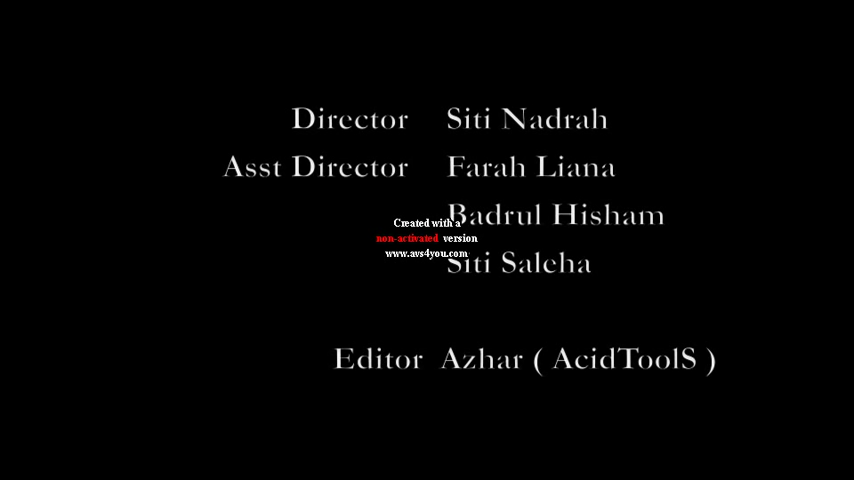 Director Siti Nadrah
Asst Director Farah Liana
Badrul Hisham
Siti Saleha
Editor Azhar ( AcidToolS )
Created with a
non-activated version
www.avs4you.com